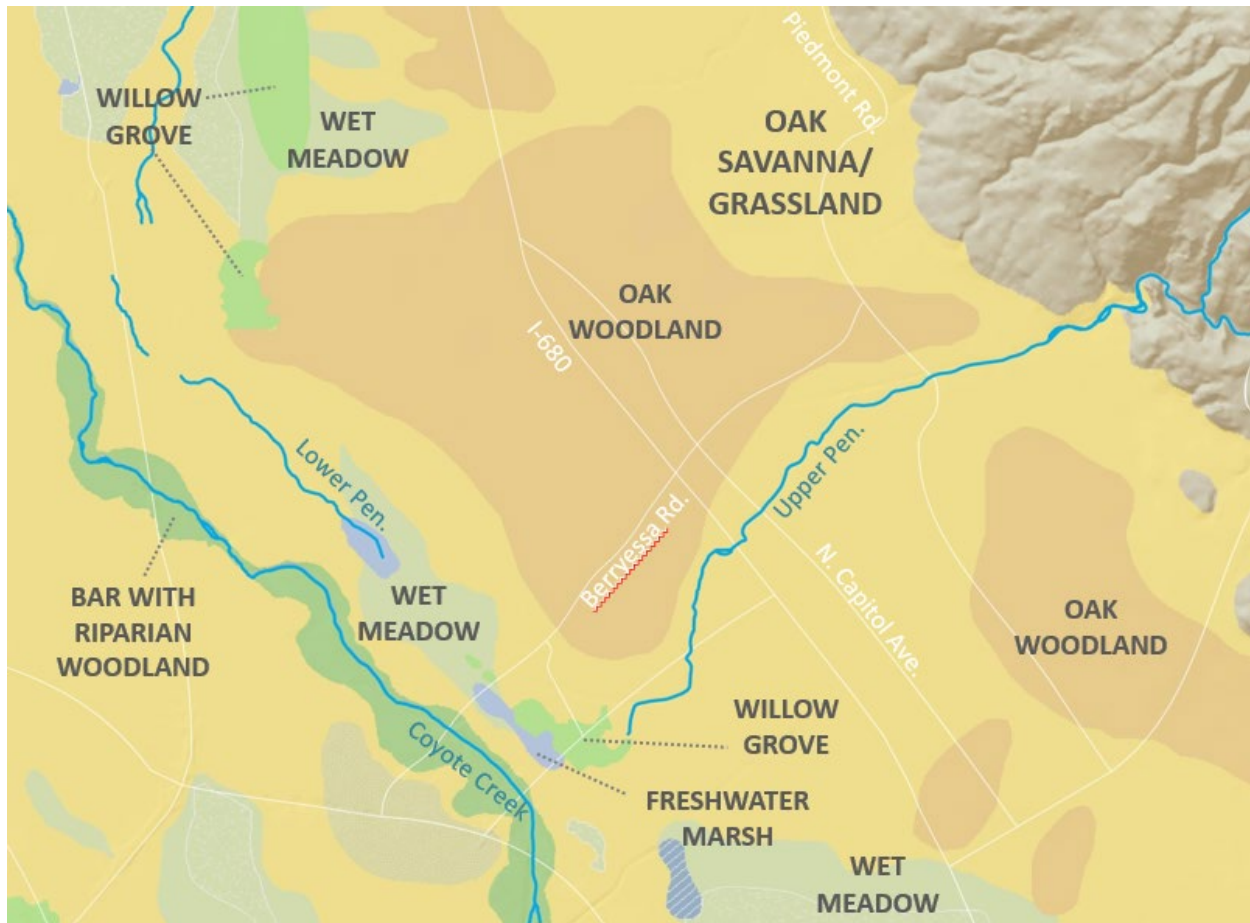 Piedmont Rd.
WILLOW
GROVE
WET
MEADOW
OAK
SAVANNA/
GRASSLAND
OAK
WOODLAND
I-680
Lower Pen.
Upper Pen.
Berryessa Rd.
N. Capitol Ave.
BAR WITH
RIPARIAN
WOODLAND
WET
MEADOW
OAK
WOODLAND
Coyote Creek
WILLOW
GROVE
FRESHWATER
MARSH
WET
MEADOW